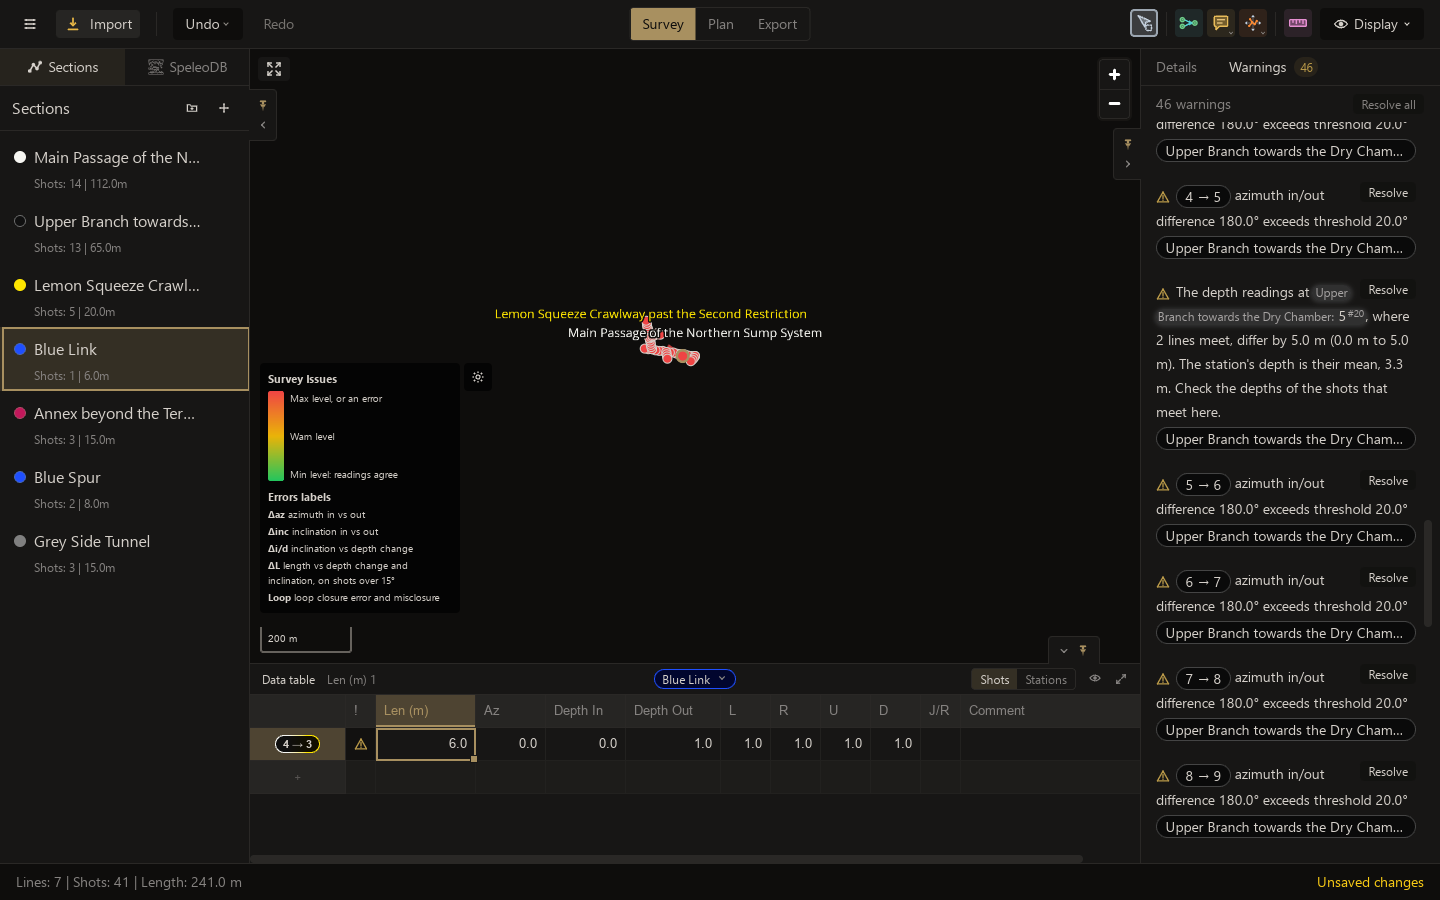 Import
Undo
Redo
Survey
Plan
Export
Display
Sections
SpeleoDB
Sections
Main Passage of the N...
Shots: 14 | 112.0m
Upper Branch towards...
Shots: 13 | 65.0m
Lemon Squeeze Crawl...
Shots: 5 | 20.0m
Blue Link
Shots: 1 | 6.0m
Annex beyond the Ter...
Shots: 3 | 15.0m
Blue Spur
Shots: 2 | 8.0m
Grey Side Tunnel
Shots: 3 | 15.0m
Lemon Squeeze Crawlway past the Second Restriction
Main Passage of the Northern Sump System
Survey Issues
Max level, or an error
Warn level
Min level: readings agree
Errors labels
Δaz azimuth in vs out
Δinc inclination in vs out
Δi/d inclination vs depth change
ΔL length vs depth change and
inclination, on shots over 15°
Loop loop closure error and misclosure
200 m
Data table
Len (m) 1
Blue Link
Shots
Stations
! Len (m) Az Depth In Depth Out L R U D J/R Comment
4 → 3 6.0 0.0 0.0 1.0 1.0 1.0 1.0 1.0
+
Details
Warnings 46
46 warnings
Resolve all
difference 180.0° exceeds threshold 20.0°
Upper Branch towards the Dry Cham...
4 → 5 azimuth in/out
Resolve
difference 180.0° exceeds threshold 20.0°
Upper Branch towards the Dry Cham...
The depth readings at Upper
Resolve
Branch towards the Dry Chamber: 5 #20, where
2 lines meet, differ by 5.0 m (0.0 m to 5.0
m). The station's depth is their mean, 3.3
m. Check the depths of the shots that
meet here.
Upper Branch towards the Dry Cham...
5 → 6 azimuth in/out
Resolve
difference 180.0° exceeds threshold 20.0°
Upper Branch towards the Dry Cham...
6 → 7 azimuth in/out
Resolve
difference 180.0° exceeds threshold 20.0°
Upper Branch towards the Dry Cham...
7 → 8 azimuth in/out
Resolve
difference 180.0° exceeds threshold 20.0°
Upper Branch towards the Dry Cham...
8 → 9 azimuth in/out
Resolve
difference 180.0° exceeds threshold 20.0°
Upper Branch towards the Dry Cham...
Lines: 7 | Shots: 41 | Length: 241.0 m
Unsaved changes